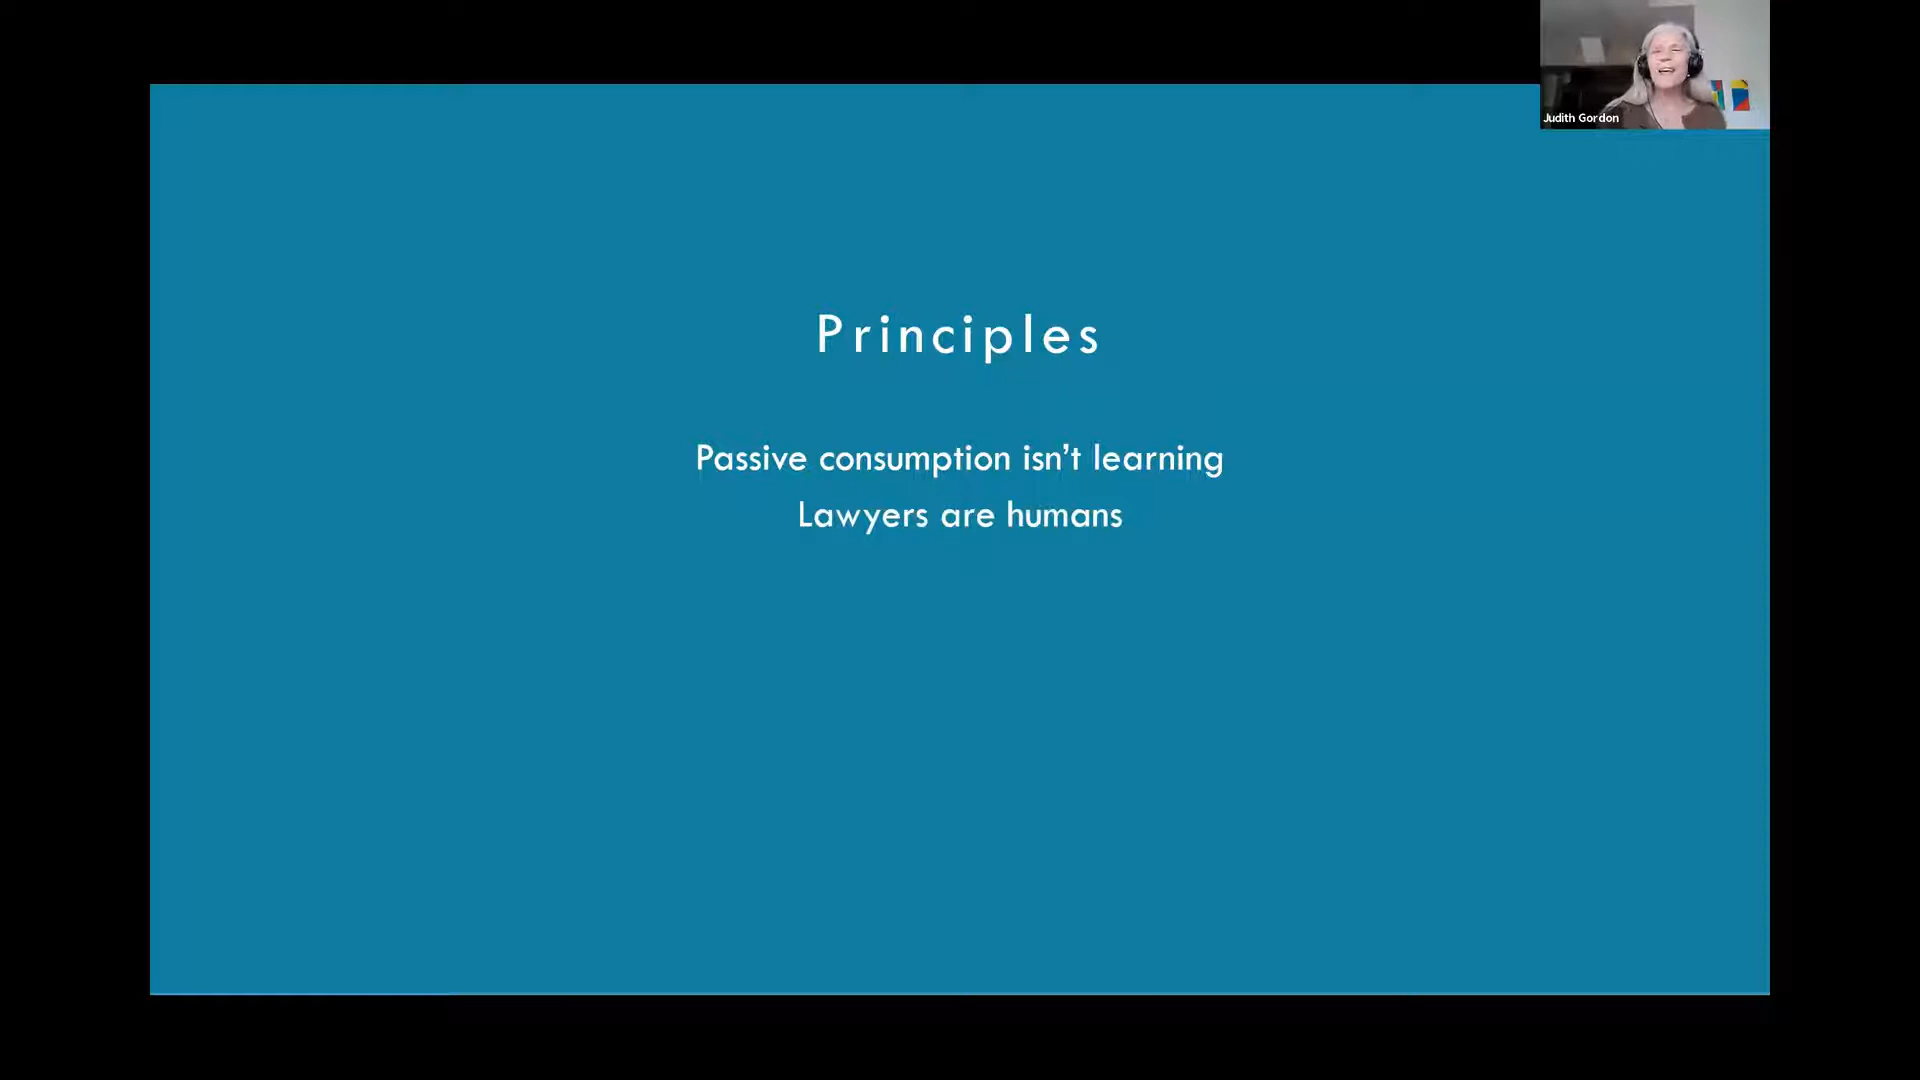 Judith Gordon
Principles
Passive consumption isn’t learning
Lawyers are humans